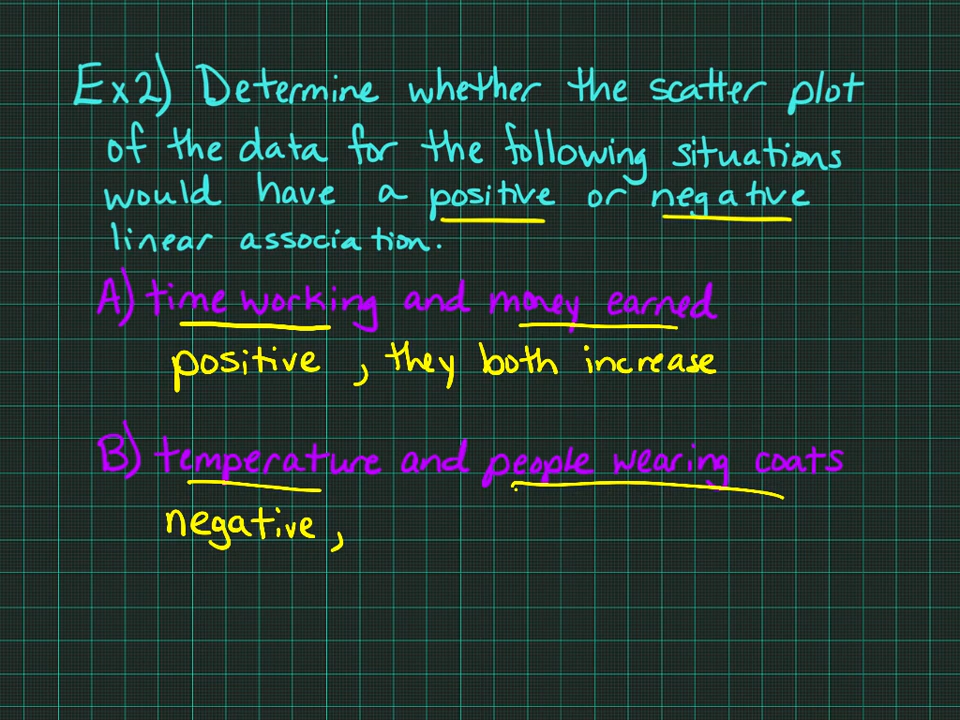 Ex2) Determine whether the scatter plot
of the data for the following situations
would have a positive or negative
linear association.
A) time working and money earned
positive , they both increase
B) temperature and people wearing coats
negative ,